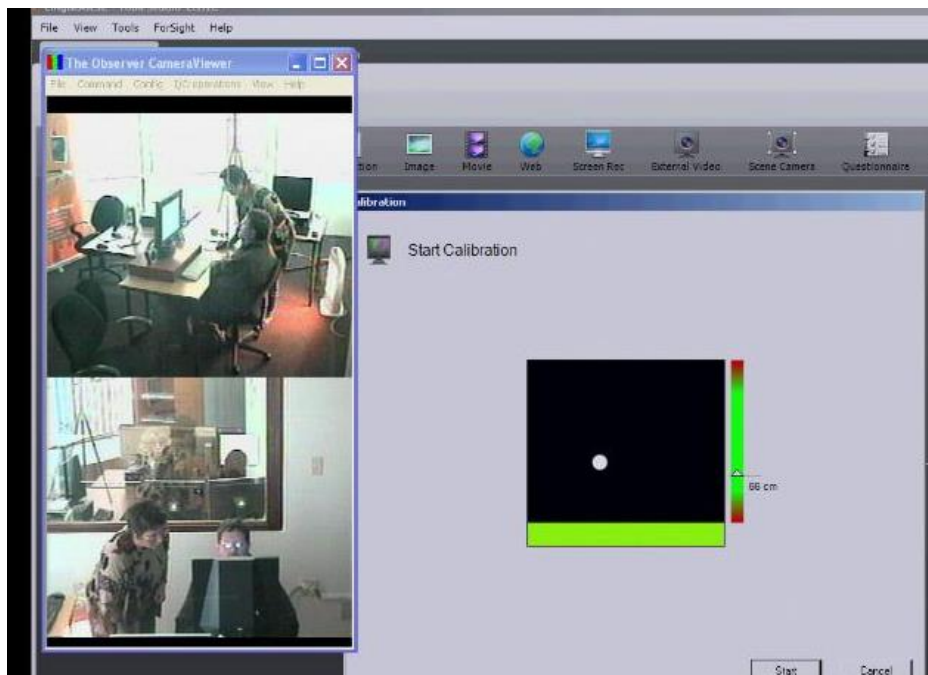 File View Tools ForSight Help
The Observer CameraViewer
File Command Config I/O operations View Help
Image Movie Web Screen Rec External Video Scene Camera Questionnaire
Start Calibration
66 cm
Start Cancel